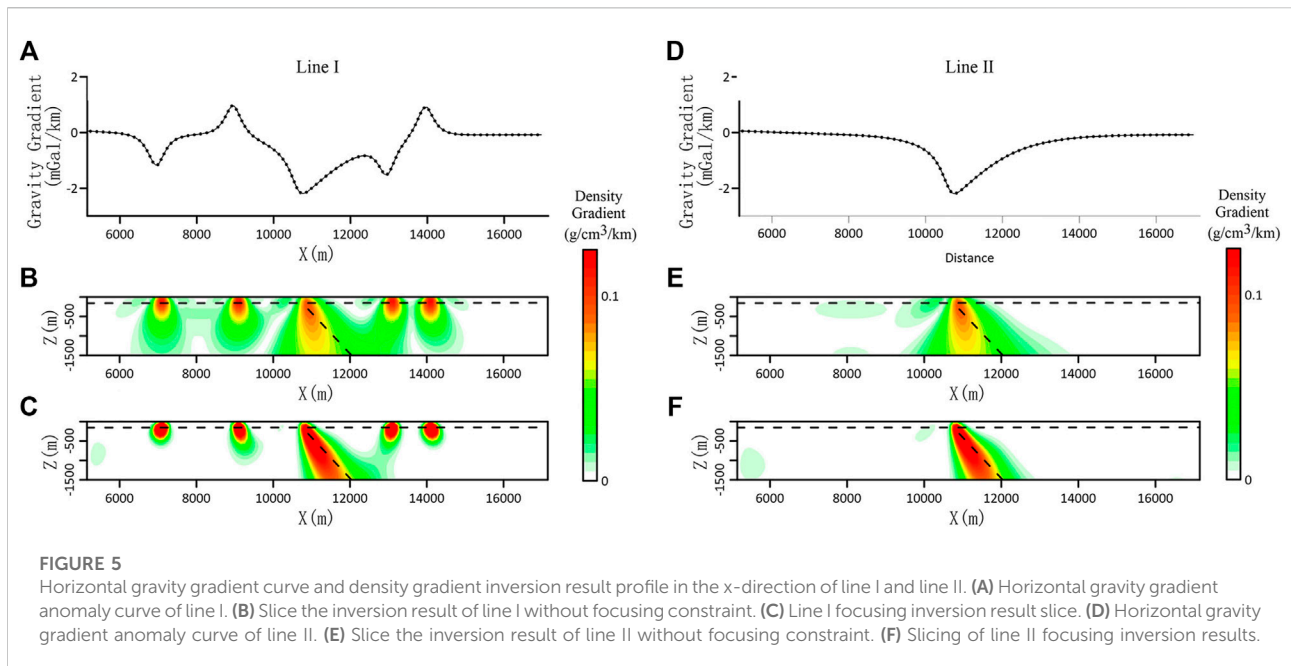 A
Line I
2
0
-2
Gravity Gradient
(mGal/km)
6000 8000 10000 12000 14000 16000
X(m)
D
Line II
2
0
-2
Gravity Gradient
(mGal/km)
6000 8000 10000 12000 14000 16000
Distance
Density
Gradient
(g/cm³/km)
0.1
0
Density
Gradient
(g/cm³/km)
0.1
0
B
Z(m)
-500
-1500
6000 8000 10000 12000 14000 16000
X(m)
E
Z(m)
-500
-1500
6000 8000 10000 12000 14000 16000
X(m)
C
Z(m)
-500
-1500
6000 8000 10000 12000 14000 16000
X(m)
F
Z(m)
-500
-1500
6000 8000 10000 12000 14000 16000
X(m)
FIGURE 5
Horizontal gravity gradient curve and density gradient inversion result profile in the x-direction of line I and line II. (A) Horizontal gravity gradient
anomaly curve of line I. (B) Slice the inversion result of line I without focusing constraint. (C) Line I focusing inversion result slice. (D) Horizontal gravity
gradient anomaly curve of line II. (E) Slice the inversion result of line II without focusing constraint. (F) Slicing of line II focusing inversion results.